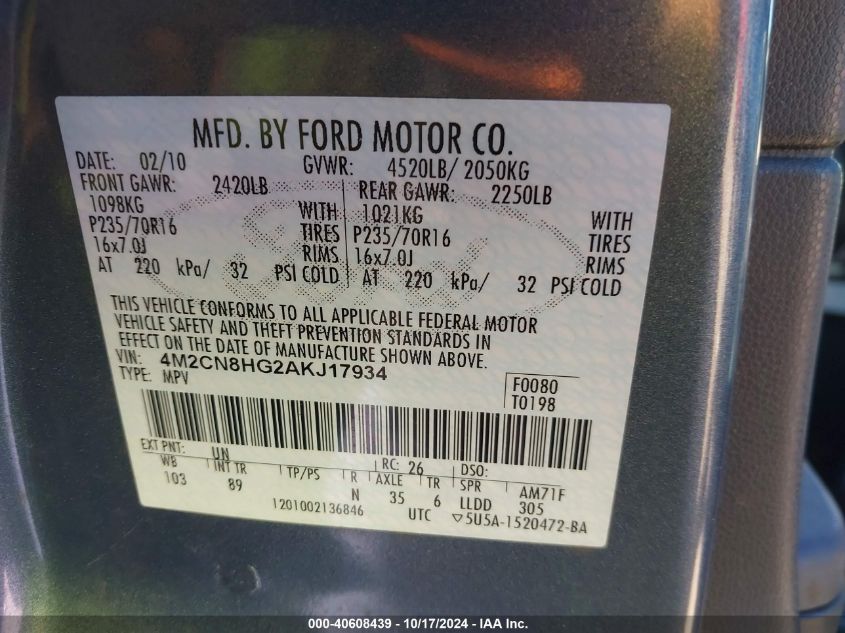 MFD. BY FORD MOTOR CO.
DATE: 02/10 GVWR: 4520LB/ 2050KG
FRONT GAWR: 2420LB REAR GAWR: 2250LB
1098KG WITH 1021KG WITH
P235/70R16 TIRES P235/70R16 TIRES
16x7.0J RIMS 16x7.0J RIMS
AT 220 kPa/ 32 PSI COLD AT 220 kPa/ 32 PSI COLD
THIS VEHICLE CONFORMS TO ALL APPLICABLE FEDERAL MOTOR
VEHICLE SAFETY AND THEFT PREVENTION STANDARDS IN
EFFECT ON THE DATE OF MANUFACTURE SHOWN ABOVE.
VIN: 4M2CN8HG2AKJ17934
TYPE: MPV
F0080
T0198
EXT PNT: UN RC: 26 DSO:
WB INT TR TP/PS R AXLE TR SPR AM71F
103 89 N 35 6 LLDD 305
1201002136846 UTC ▽5U5A-1520472-BA
Ford
000-40608439 - 10/17/2024 - IAA Inc.